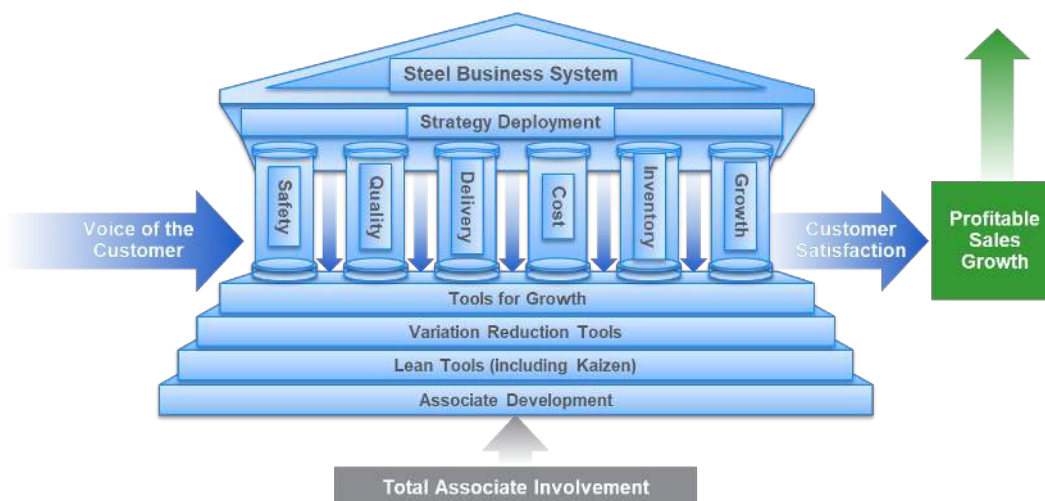 Steel Business System
Strategy Deployment
Safety
Quality
Delivery
Cost
Inventory
Growth
Voice of the
Customer
Customer
Satisfaction
Profitable
Sales
Growth
Tools for Growth
Variation Reduction Tools
Lean Tools (including Kaizen)
Associate Development
Total Associate Involvement